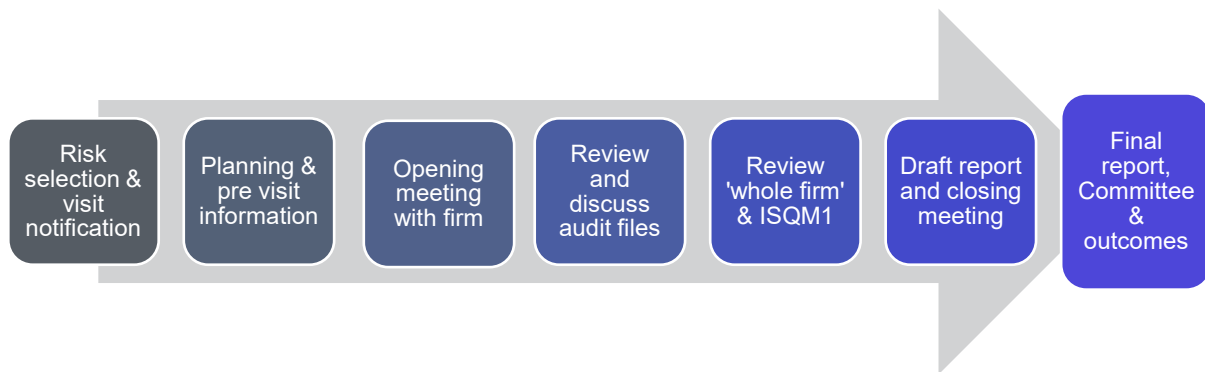 Risk
selection &
visit
notification
Planning &
pre visit
information
Opening
meeting
with firm
Review
and
discuss
audit files
Review
'whole firm'
& ISQM1
Draft report
and closing
meeting
Final
report,
Committee
&
outcomes